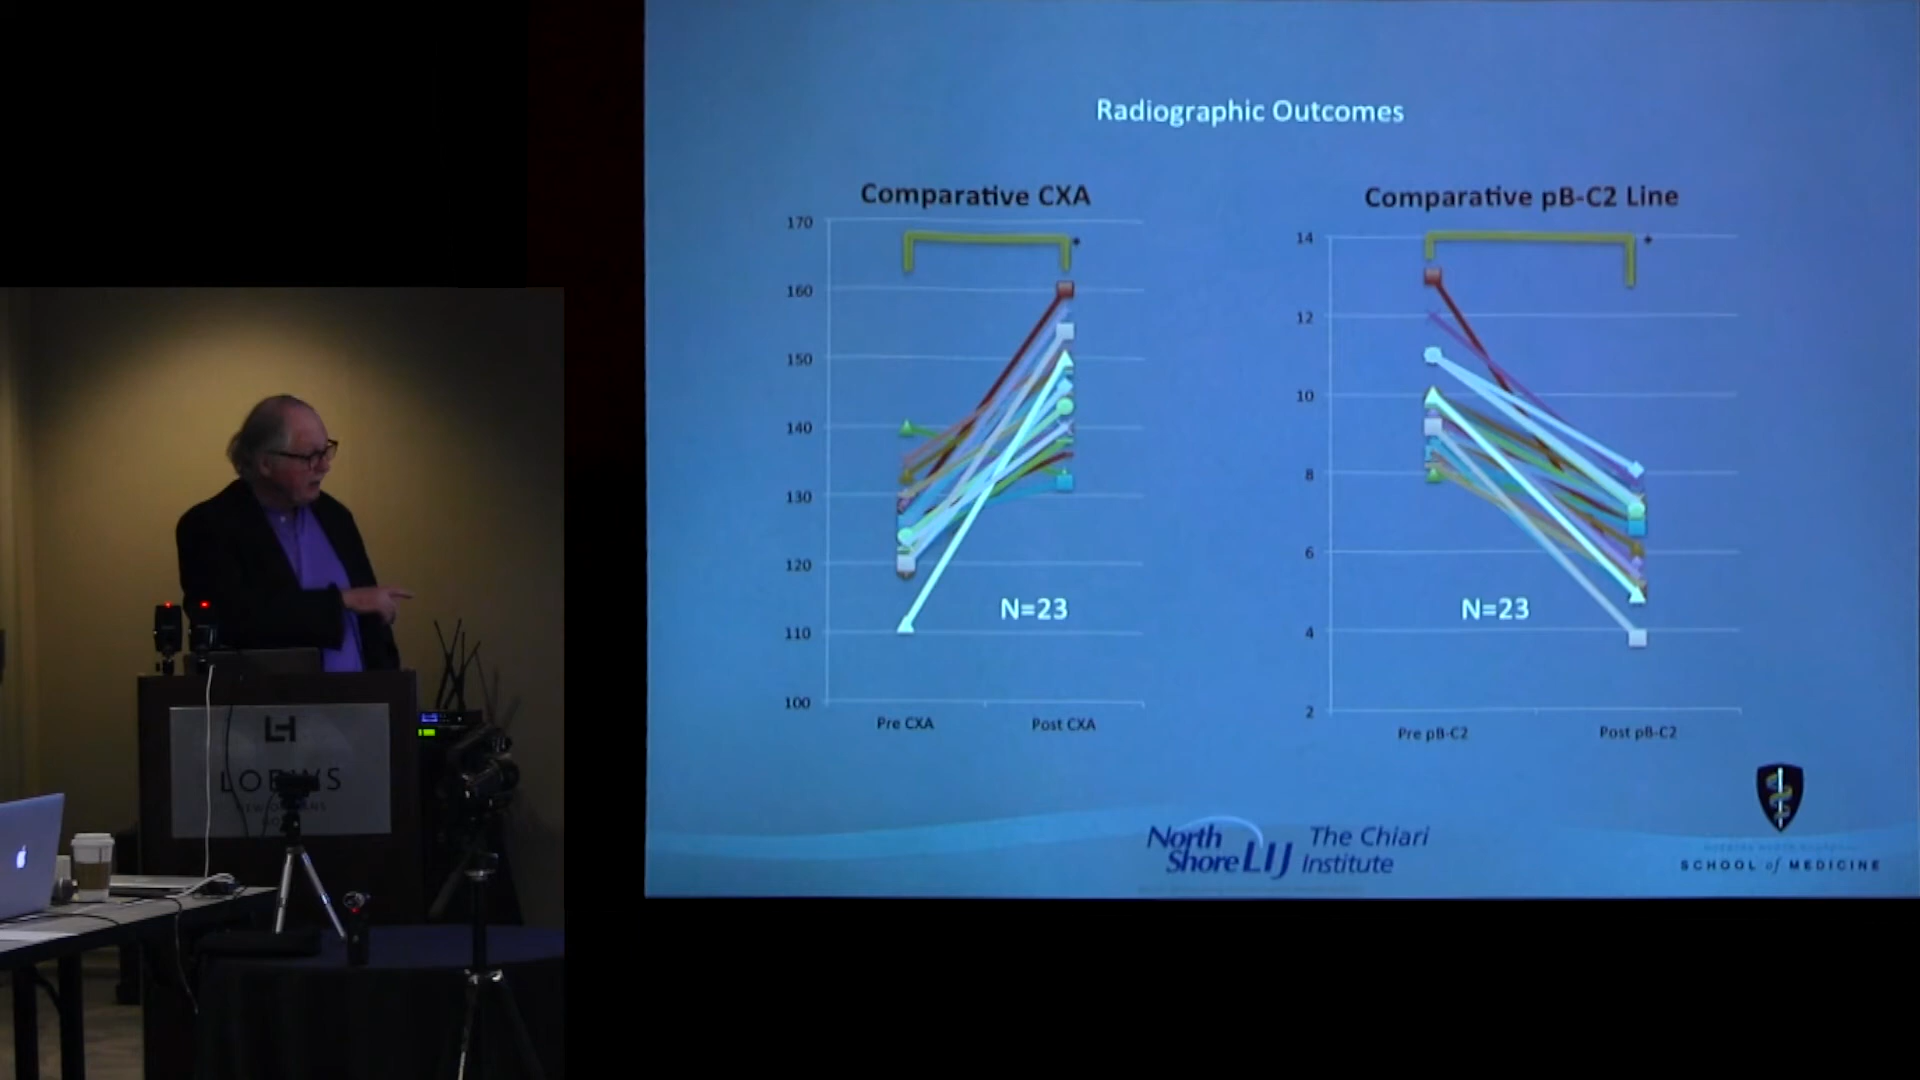 Radiographic Outcomes
Comparative CXA
170
160
150
140
130
120
110
100
N=23
Pre CXA
Post CXA
Comparative pB-C2 Line
14
12
10
8
6
4
2
N=23
Pre pB-C2
Post pB-C2
North
Shore LIJ
The Chiari
Institute
SCHOOL of MEDICINE
LOEWS